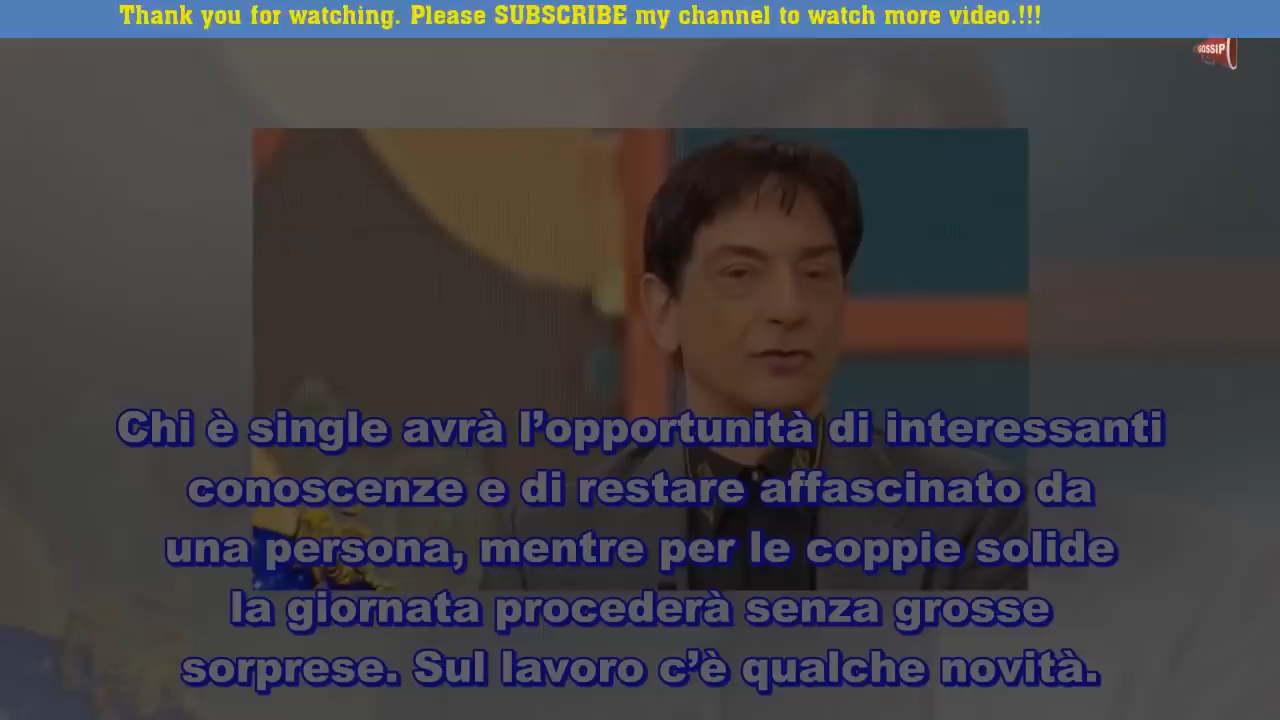 Thank you for watching. Please SUBSCRIBE my channel to watch more video.!!!
GOSSIP
Chi è single avrà l’opportunità di interessanti
conoscenze e di restare affascinato da
una persona, mentre per le coppie solide
la giornata procederà senza grosse
sorprese. Sul lavoro c’è qualche novità.